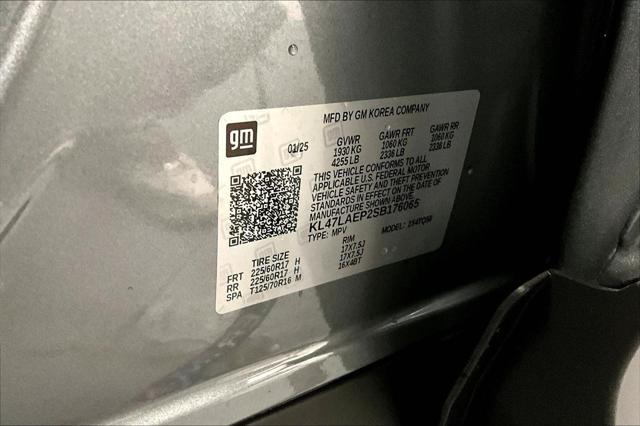 MFD BY GM KOREA COMPANY
gm
01/25 GVWR GAWR FRT GAWR RR
1930 KG 1060 KG 1060 KG
4255 LB 2336 LB 2336 LB
THIS VEHICLE CONFORMS TO ALL
APPLICABLE U.S. FEDERAL MOTOR
VEHICLE SAFETY AND THEFT PREVENTION
STANDARDS IN EFFECT ON THE DATE OF
MANUFACTURE SHOWN ABOVE.
KL47LAEP2SB176065
TYPE: MPV MODEL:
TIRE SIZE RIM
FRT 225/60R17 H 17X7.5J
RR 225/60R17 H 17X7.5J
SPA T125/70R16 M 16X4BT